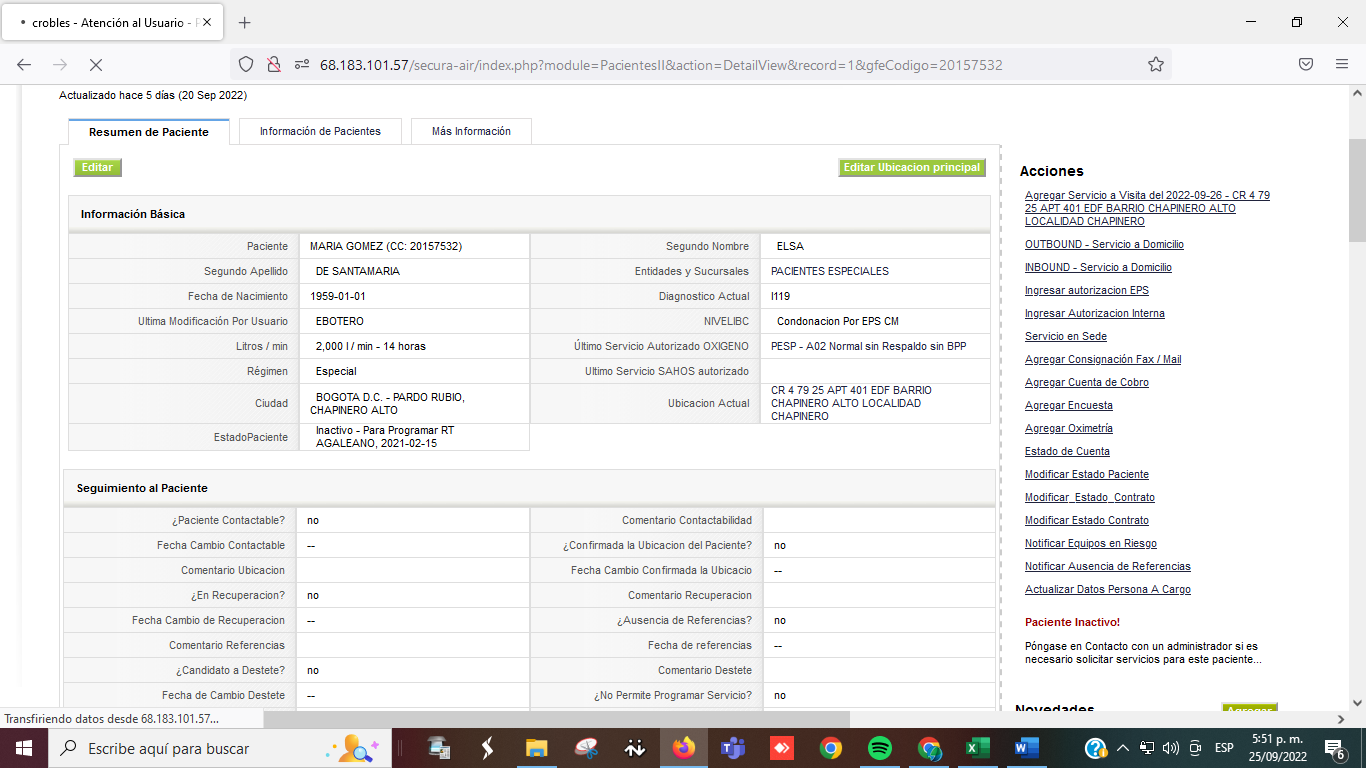 crobles - Atención al Usuario -
68.183.101.57/secura-air/index.php?module=PacientesII&action=DetailView&record=1&gfeCodigo=20157532
Actualizado hace 5 días (20 Sep 2022)
Resumen de Paciente
Información de Pacientes
Más Información
Editar
Editar Ubicacion principal
Información Básica
Paciente MARIA GOMEZ (CC: 20157532) Segundo Nombre ELSA
Segundo Apellido DE SANTAMARIA Entidades y Sucursales PACIENTES ESPECIALES
Fecha de Nacimiento 1959-01-01 Diagnostico Actual I119
Ultima Modificación Por Usuario EBOTERO NIVELIBC Condonacion Por EPS CM
Litros / min 2,000 l / min - 14 horas Último Servicio Autorizado OXIGENO PESP - A02 Normal sin Respaldo sin BPP
Régimen Especial Ultimo Servicio SAHOS autorizado
Ciudad BOGOTA D.C. - PARDO RUBIO,
CHAPINERO ALTO
Ubicacion Actual CR 4 79 25 APT 401 EDF BARRIO
CHAPINERO ALTO LOCALIDAD
CHAPINERO
EstadoPaciente Inactivo - Para Programar RT
AGALEANO, 2021-02-15
Seguimiento al Paciente
¿Paciente Contactable? no Comentario Contactabilidad
Fecha Cambio Contactable -- ¿Confirmada la Ubicacion del Paciente? no
Comentario Ubicacion Fecha Cambio Confirmada la Ubicacio --
¿En Recuperacion? no Comentario Recuperacion
Fecha Cambio de Recuperacion -- ¿Ausencia de Referencias? no
Comentario Referencias Fecha de referencias --
¿Candidato a Destete? no Comentario Destete
Fecha de Cambio Destete -- ¿No Permite Programar Servicio? no
Acciones
Agregar Servicio a Visita del 2022-09-26 - CR 4 79
25 APT 401 EDF BARRIO CHAPINERO ALTO
LOCALIDAD CHAPINERO
OUTBOUND - Servicio a Domicilio
INBOUND - Servicio a Domicilio
Ingresar autorizacion EPS
Ingresar Autorizacion Interna
Servicio en Sede
Agregar Consignación Fax / Mail
Agregar Cuenta de Cobro
Agregar Encuesta
Agregar Oximetría
Estado de Cuenta
Modificar Estado Paciente
Modificar_Estado_Contrato
Modificar Estado Contrato
Notificar Equipos en Riesgo
Notificar Ausencia de Referencias
Actualizar Datos Persona A Cargo
Paciente Inactivo!
Póngase en Contacto con un administrador si es
necesario solicitar servicios para este paciente...
Novedades
Agregar
Transfiriendo datos desde 68.183.101.57...
Escribe aquí para buscar
ESP
5:51 p. m.
25/09/2022
6